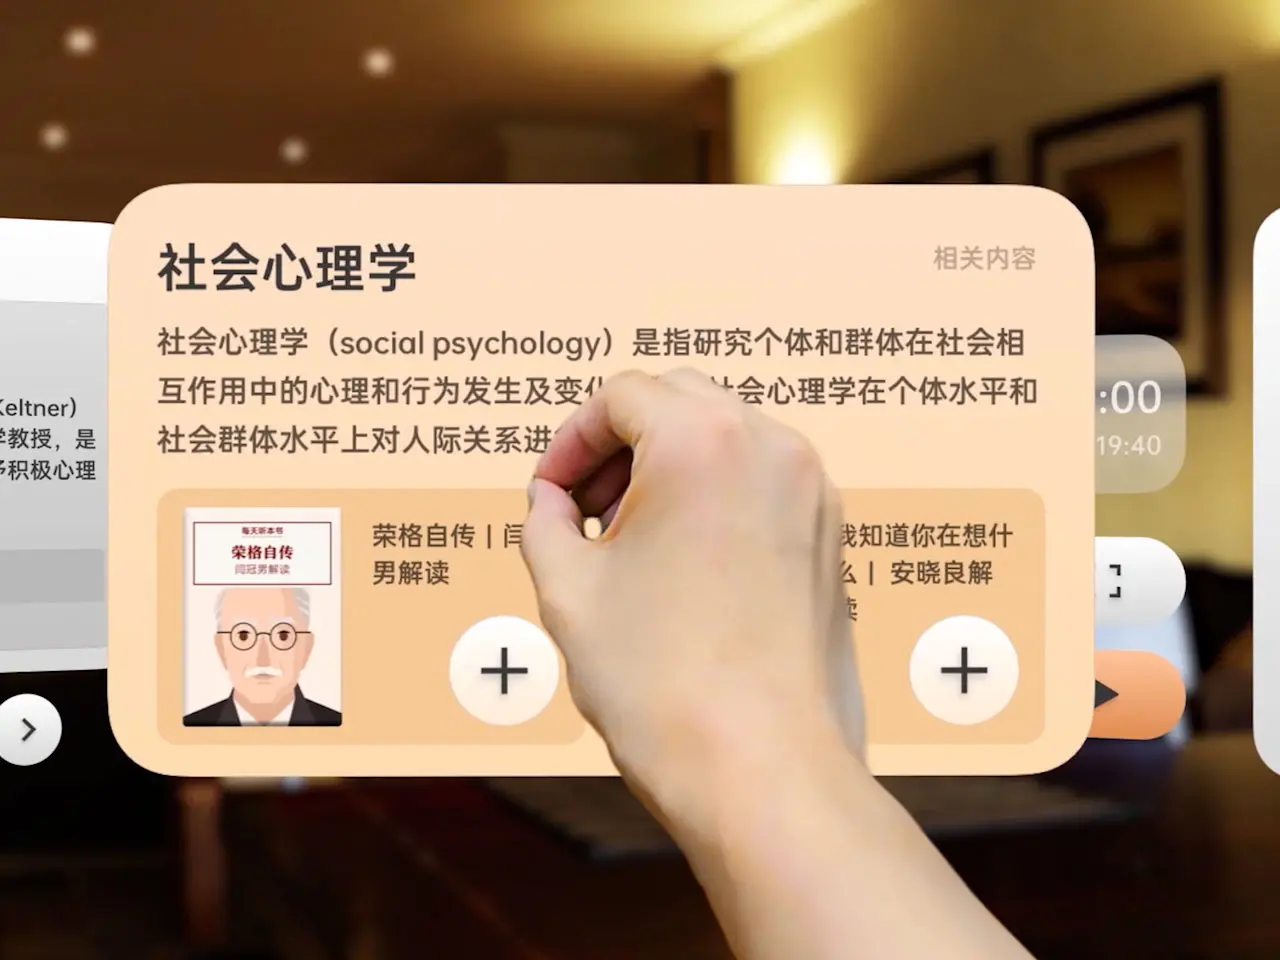 社会心理学
相关内容
社会心理学（social psychology）是指研究个体和群体在社会相
互作用中的心理和行为发生及变化 社会心理学在个体水平和
社会群体水平上对人际关系进
Keltner）
教授，是
积极心理
:00
19:40
每天听本书
荣格自传
闫冠男解读
荣格自传 | 闫
男解读
我知道你在想什
么 | 安晓良解
读